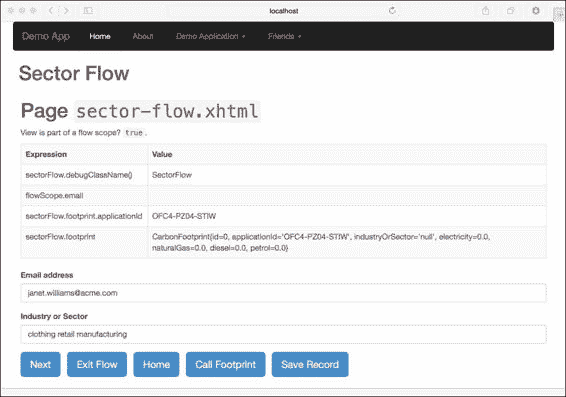 localhost
Demo App Home About Demo Application Friends
Sector Flow
Page sector-flow.xhtml
View is part of a flow scope? true.
Expression Value
sectorFlow.debugClassName() SectorFlow
flowScope.email
sectorFlow.footprint.applicationId OFC4-PZ04-STIW
sectorFlow.footprint CarbonFootprint{id=0, applicationId='OFC4-PZ04-STIW', industryOrSector='null', electricity=0.0,
naturalGas=0.0, diesel=0.0, petrol=0.0}
Email address
janet.williams@acme.com
Industry or Sector
clothing retail manufacturing
Next Exit Flow Home Call Footprint Save Record